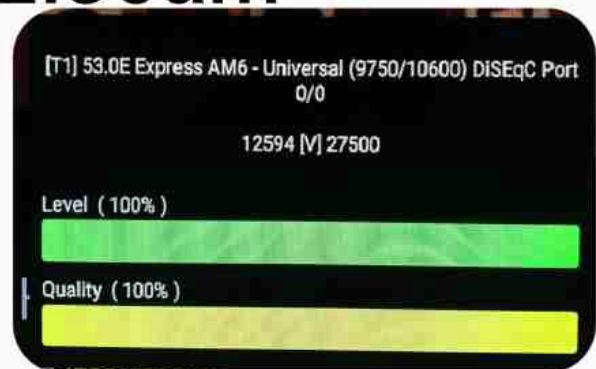 [T1] 53.0E Express AM6 - Universal (9750/10600) DiSEqC Port
0/0
12594 [V] 27500
Level ( 100% )
Quality ( 100% )